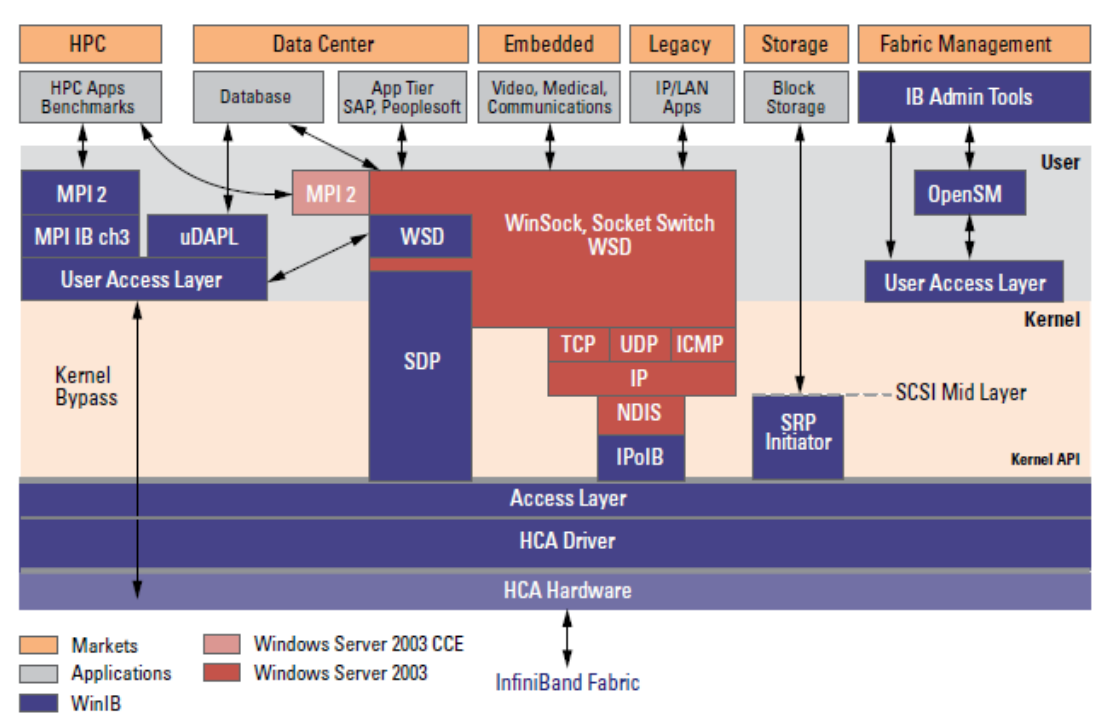 HPC
Data Center
Embedded
Legacy
Storage
Fabric Management
HPC Apps
Benchmarks
Database
App Tier
SAP, Peoplesoft
Video, Medical,
Communications
IP/LAN
Apps
Block
Storage
IB Admin Tools
User
MPI 2
MPI 2
OpenSM
MPI IB ch3
uDAPL
WSD
WinSock, Socket Switch
WSD
User Access Layer
User Access Layer
Kernel
TCP
UDP
ICMP
SDP
IP
Kernel
Bypass
SCSI Mid Layer
NDIS
SRP
Initiator
IPoIB
Kernel API
Access Layer
HCA Driver
HCA Hardware
Markets
Windows Server 2003 CCE
Applications
Windows Server 2003
WinIB
InfiniBand Fabric